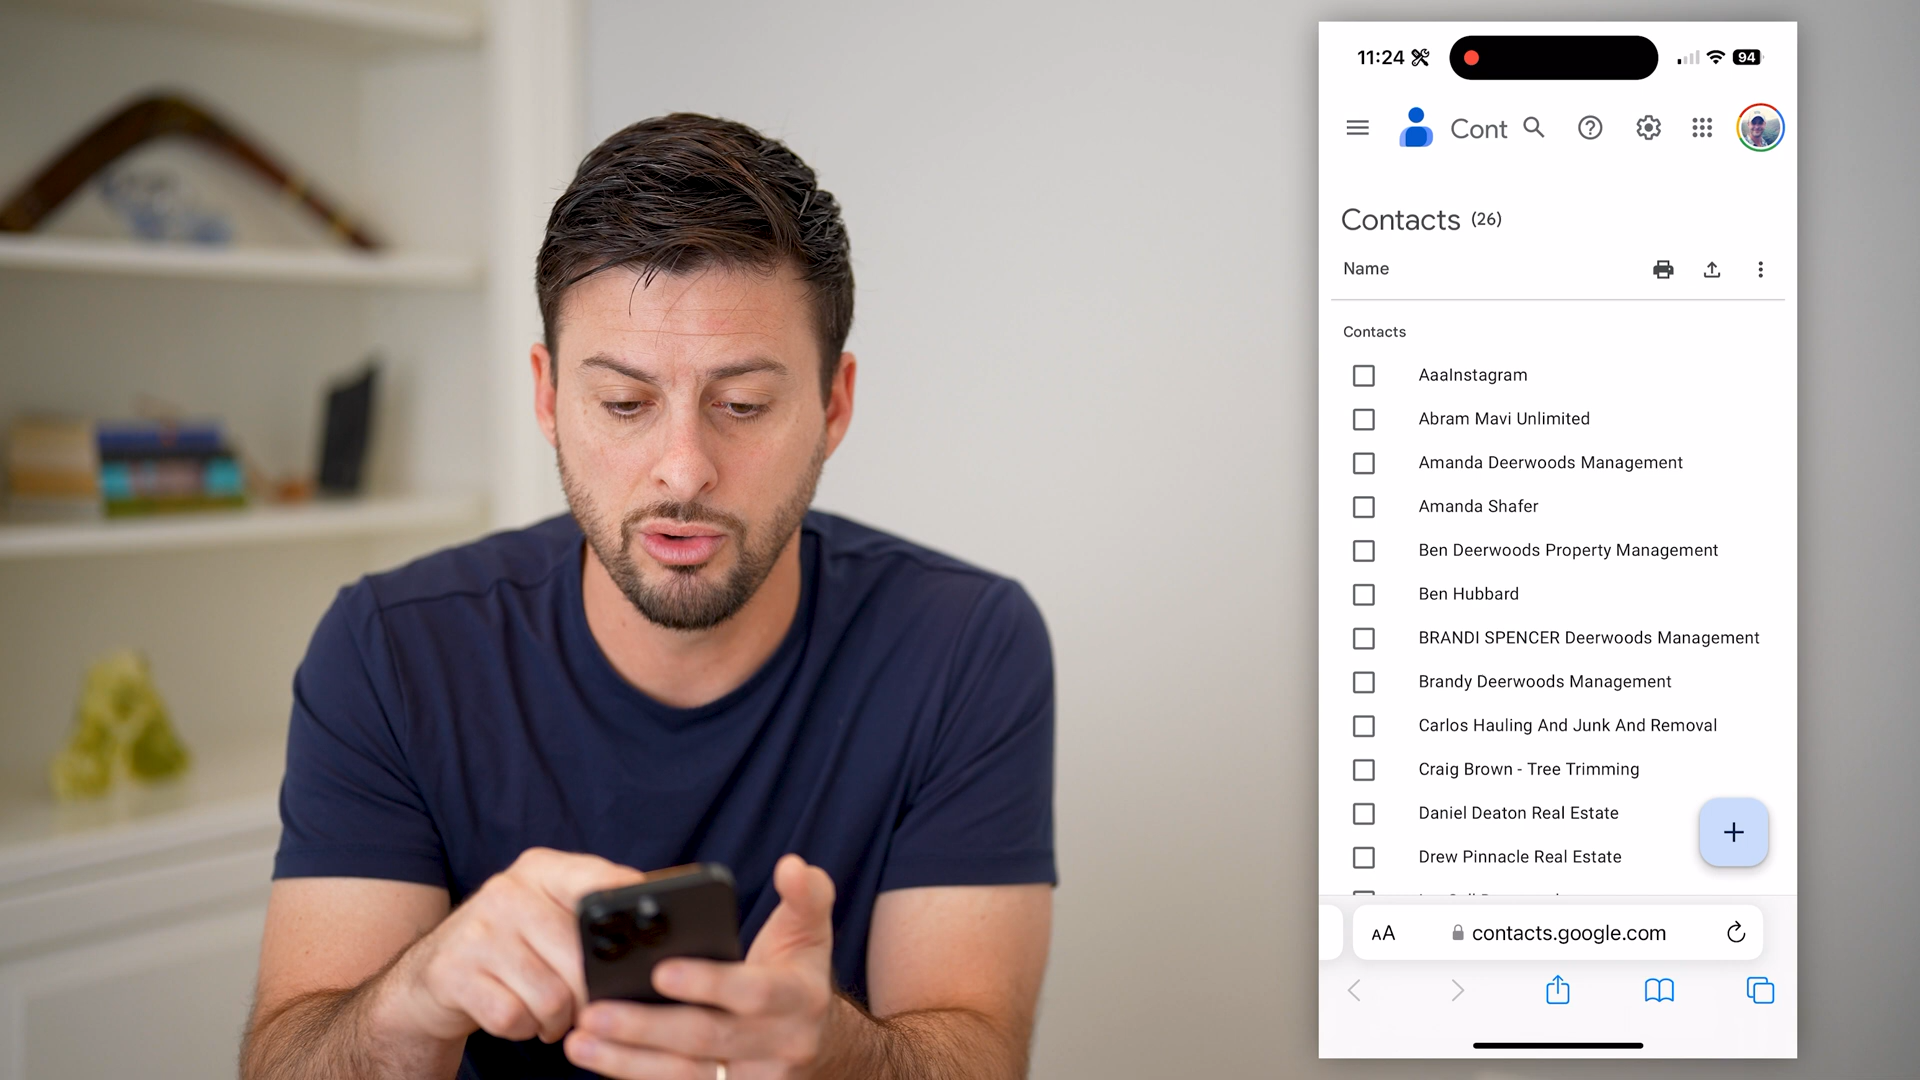 11:24
94
Cont
Contacts (26)
Name
Contacts
AaaInstagram
Abram Mavi Unlimited
Amanda Deerwoods Management
Amanda Shafer
Ben Deerwoods Property Management
Ben Hubbard
BRANDI SPENCER Deerwoods Management
Brandy Deerwoods Management
Carlos Hauling And Junk And Removal
Craig Brown - Tree Trimming
Daniel Deaton Real Estate
Drew Pinnacle Real Estate
AA contacts.google.com